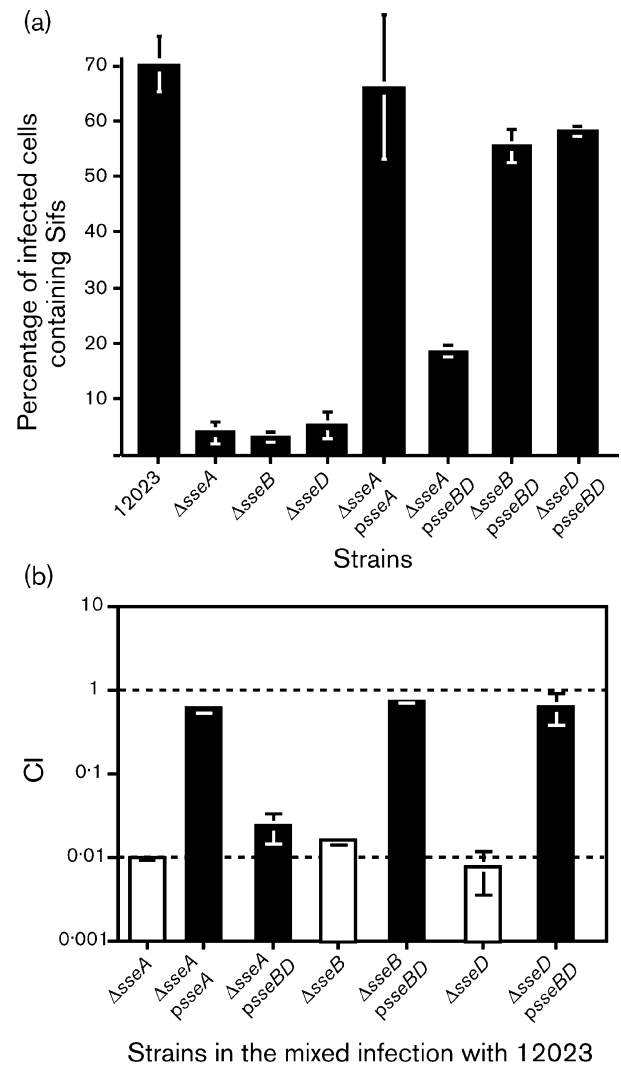 (a)
Percentage of infected cells
containing Sifs
70
60
50
40
30
20
10
12023
ΔsseA
ΔsseB
ΔsseD
ΔsseA
psseA
ΔsseA
psseBD
ΔsseB
psseBD
ΔsseD
psseBD
Strains
(b)
CI
10
1
0·1
0·01
0·001
ΔsseA
ΔsseA
psseA
ΔsseA
psseBD
ΔsseB
ΔsseB
psseBD
ΔsseD
ΔsseD
psseBD
Strains in the mixed infection with 12023